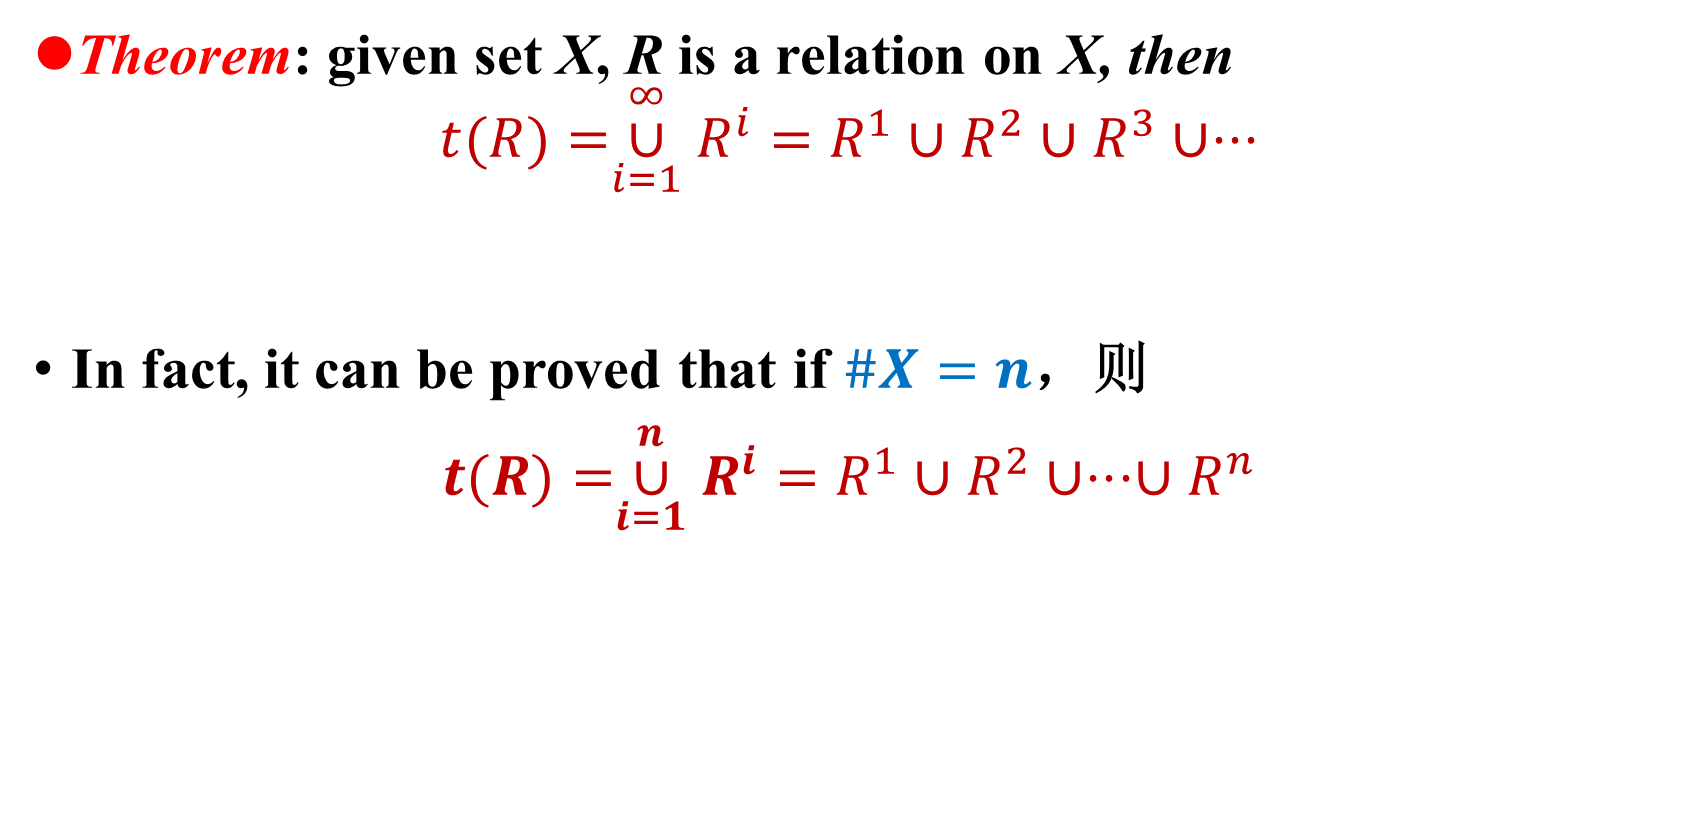 ●Theorem: given set X, R is a relation on X, then
t(R) = ∪_{i=1}^{∞} R^i = R^1 ∪ R^2 ∪ R^3 ∪⋯
• In fact, it can be proved that if #X = n，则
t(R) = ∪_{i=1}^{n} R^i = R^1 ∪ R^2 ∪⋯∪ R^n